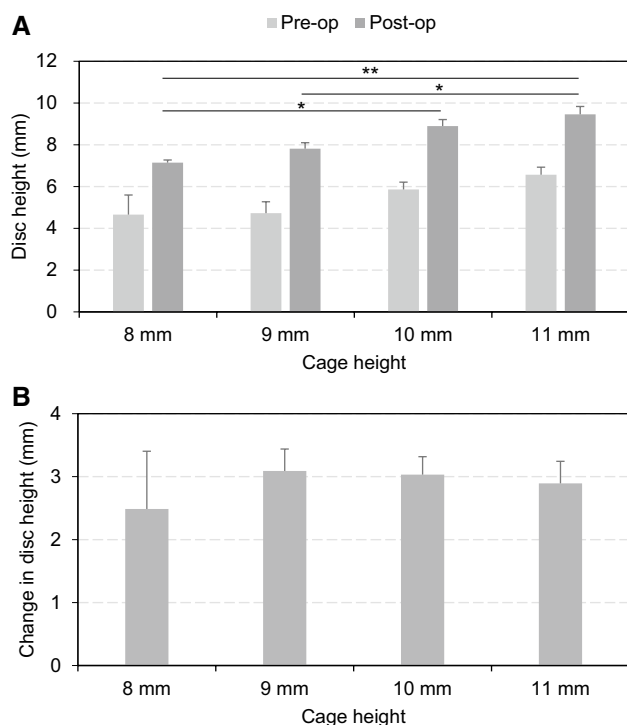 A
Pre-op Post-op
Disc height (mm)
12
10
8
6
4
2
0
**
*
*
8 mm 9 mm 10 mm 11 mm
Cage height
B
Change in disc height (mm)
4
3
2
1
0
8 mm 9 mm 10 mm 11 mm
Cage height